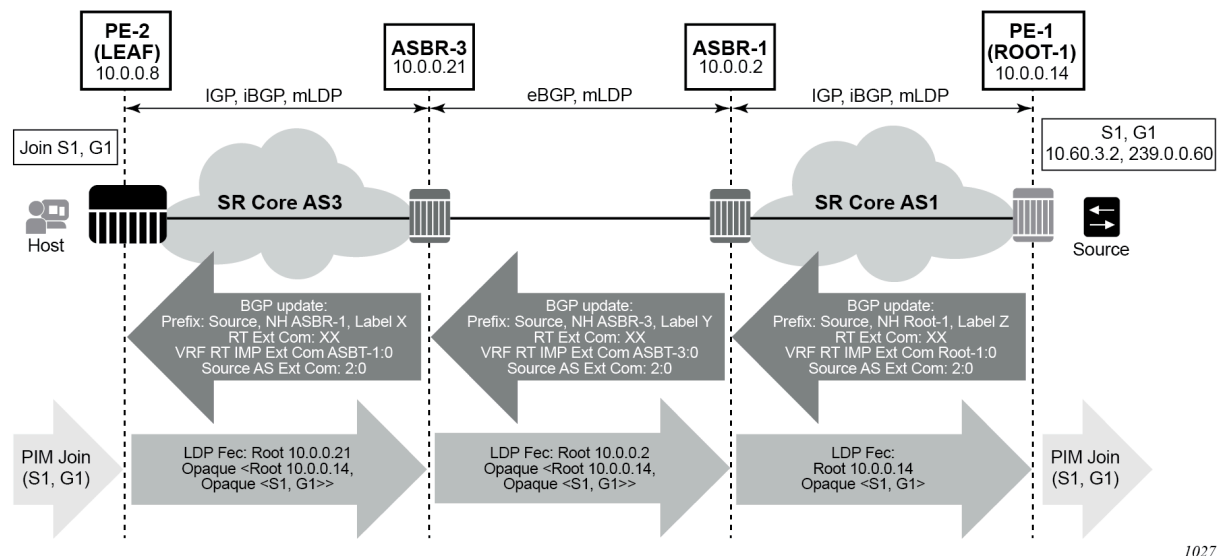 PE-2
(LEAF)
10.0.0.8
ASBR-3
10.0.0.21
ASBR-1
10.0.0.2
PE-1
(ROOT-1)
10.0.0.14
IGP, iBGP, mLDP
eBGP, mLDP
IGP, iBGP, mLDP
Join S1, G1
S1, G1
10.60.3.2, 239.0.0.60
SR Core AS3
SR Core AS1
Host
Source
BGP update:
Prefix: Source, NH ASBR-1, Label X
RT Ext Com: XX
VRF RT IMP Ext Com ASBT-1:0
Source AS Ext Com: 2:0
BGP update:
Prefix: Source, NH ASBR-3, Label Y
RT Ext Com: XX
VRF RT IMP Ext Com ASBT-3:0
Source AS Ext Com: 2:0
BGP update:
Prefix: Source, NH Root-1, Label Z
RT Ext Com: XX
VRF RT IMP Ext Com Root-1:0
Source AS Ext Com: 2:0
PIM Join
(S1, G1)
LDP Fec: Root 10.0.0.21
Opaque <Root 10.0.0.14,
Opaque <S1, G1>>
LDP Fec: Root 10.0.0.2
Opaque <Root 10.0.0.14,
Opaque <S1, G1>>
LDP Fec:
Root 10.0.0.14
Opaque <S1, G1>
PIM Join
(S1, G1)
1027